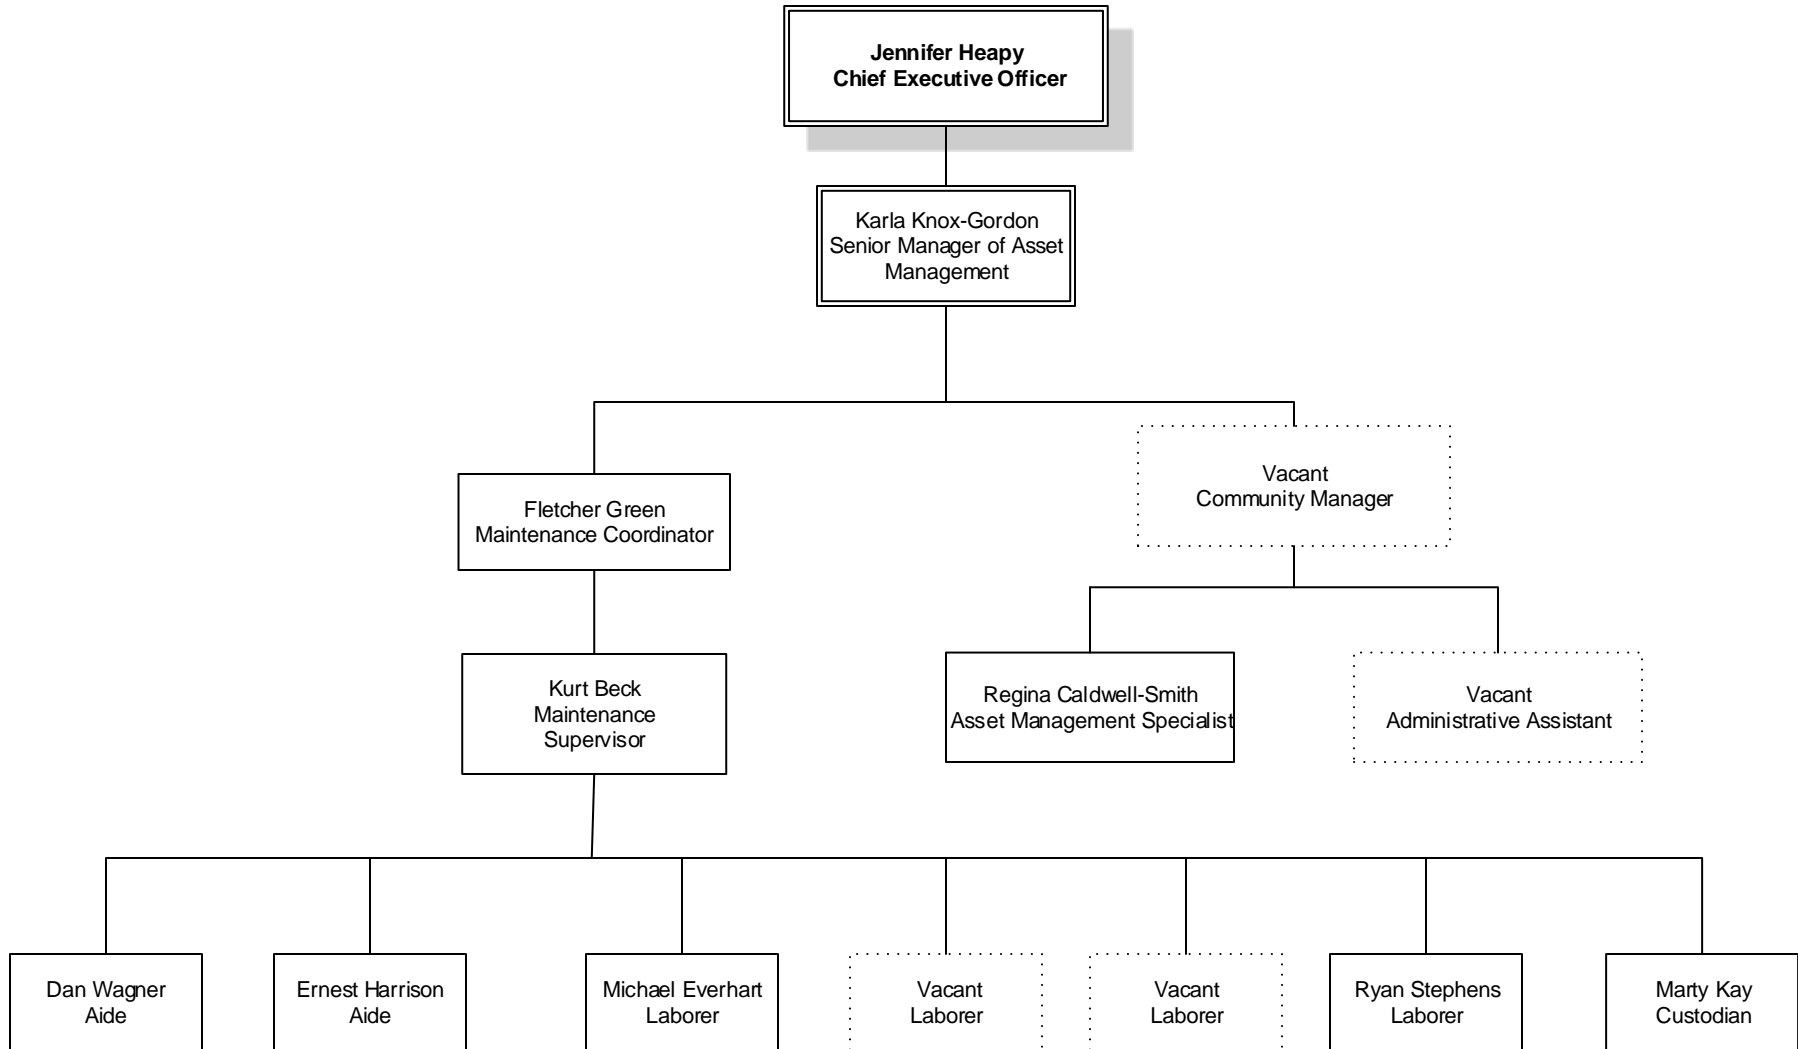 Jennifer Heapy
Chief Executive Officer
Karla Knox-Gordon
Senior Manager of Asset
Management
Fletcher Green
Maintenance Coordinator
Vacant
Community Manager
Kurt Beck
Maintenance
Supervisor
Regina Caldwell-Smith
Asset Management Specialist
Vacant
Administrative Assistant
Dan Wagner
Aide
Ernest Harrison
Aide
Michael Everhart
Laborer
Vacant
Laborer
Vacant
Laborer
Ryan Stephens
Laborer
Marty Kay
Custodian